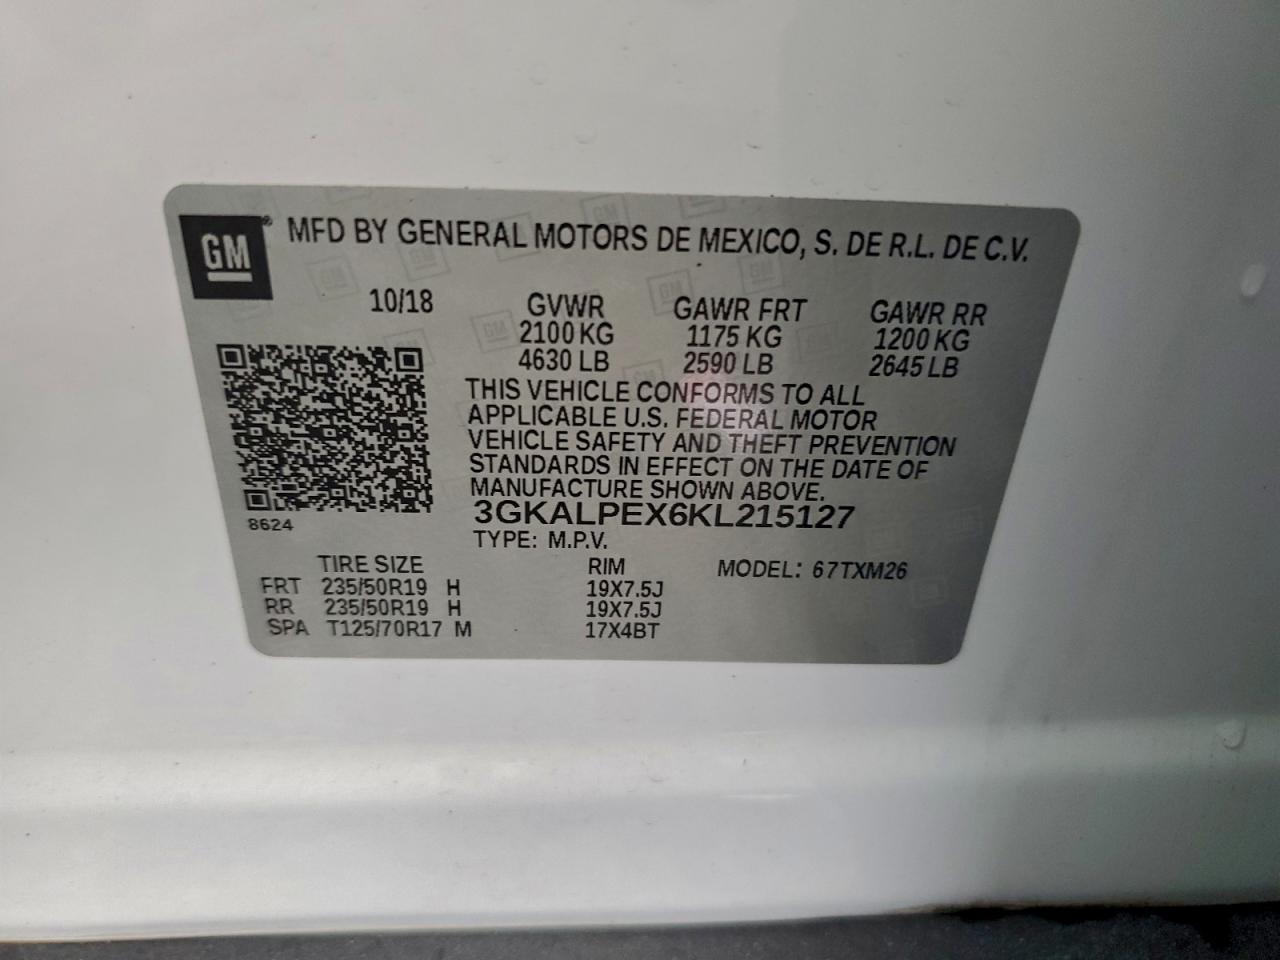 GM® MFD BY GENERAL MOTORS DE MEXICO, S. DE R.L. DE C.V.
10/18 GVWR GAWR FRT GAWR RR
2100 KG 1175 KG 1200 KG
4630 LB 2590 LB 2645 LB
THIS VEHICLE CONFORMS TO ALL
APPLICABLE U.S. FEDERAL MOTOR
VEHICLE SAFETY AND THEFT PREVENTION
STANDARDS IN EFFECT ON THE DATE OF
MANUFACTURE SHOWN ABOVE.
8624 3GKALPEX6KL215127
TYPE: M.P.V.
TIRE SIZE RIM MODEL: 67TXM26
FRT 235/50R19 H 19X7.5J
RR 235/50R19 H 19X7.5J
SPA T125/70R17 M 17X4BT